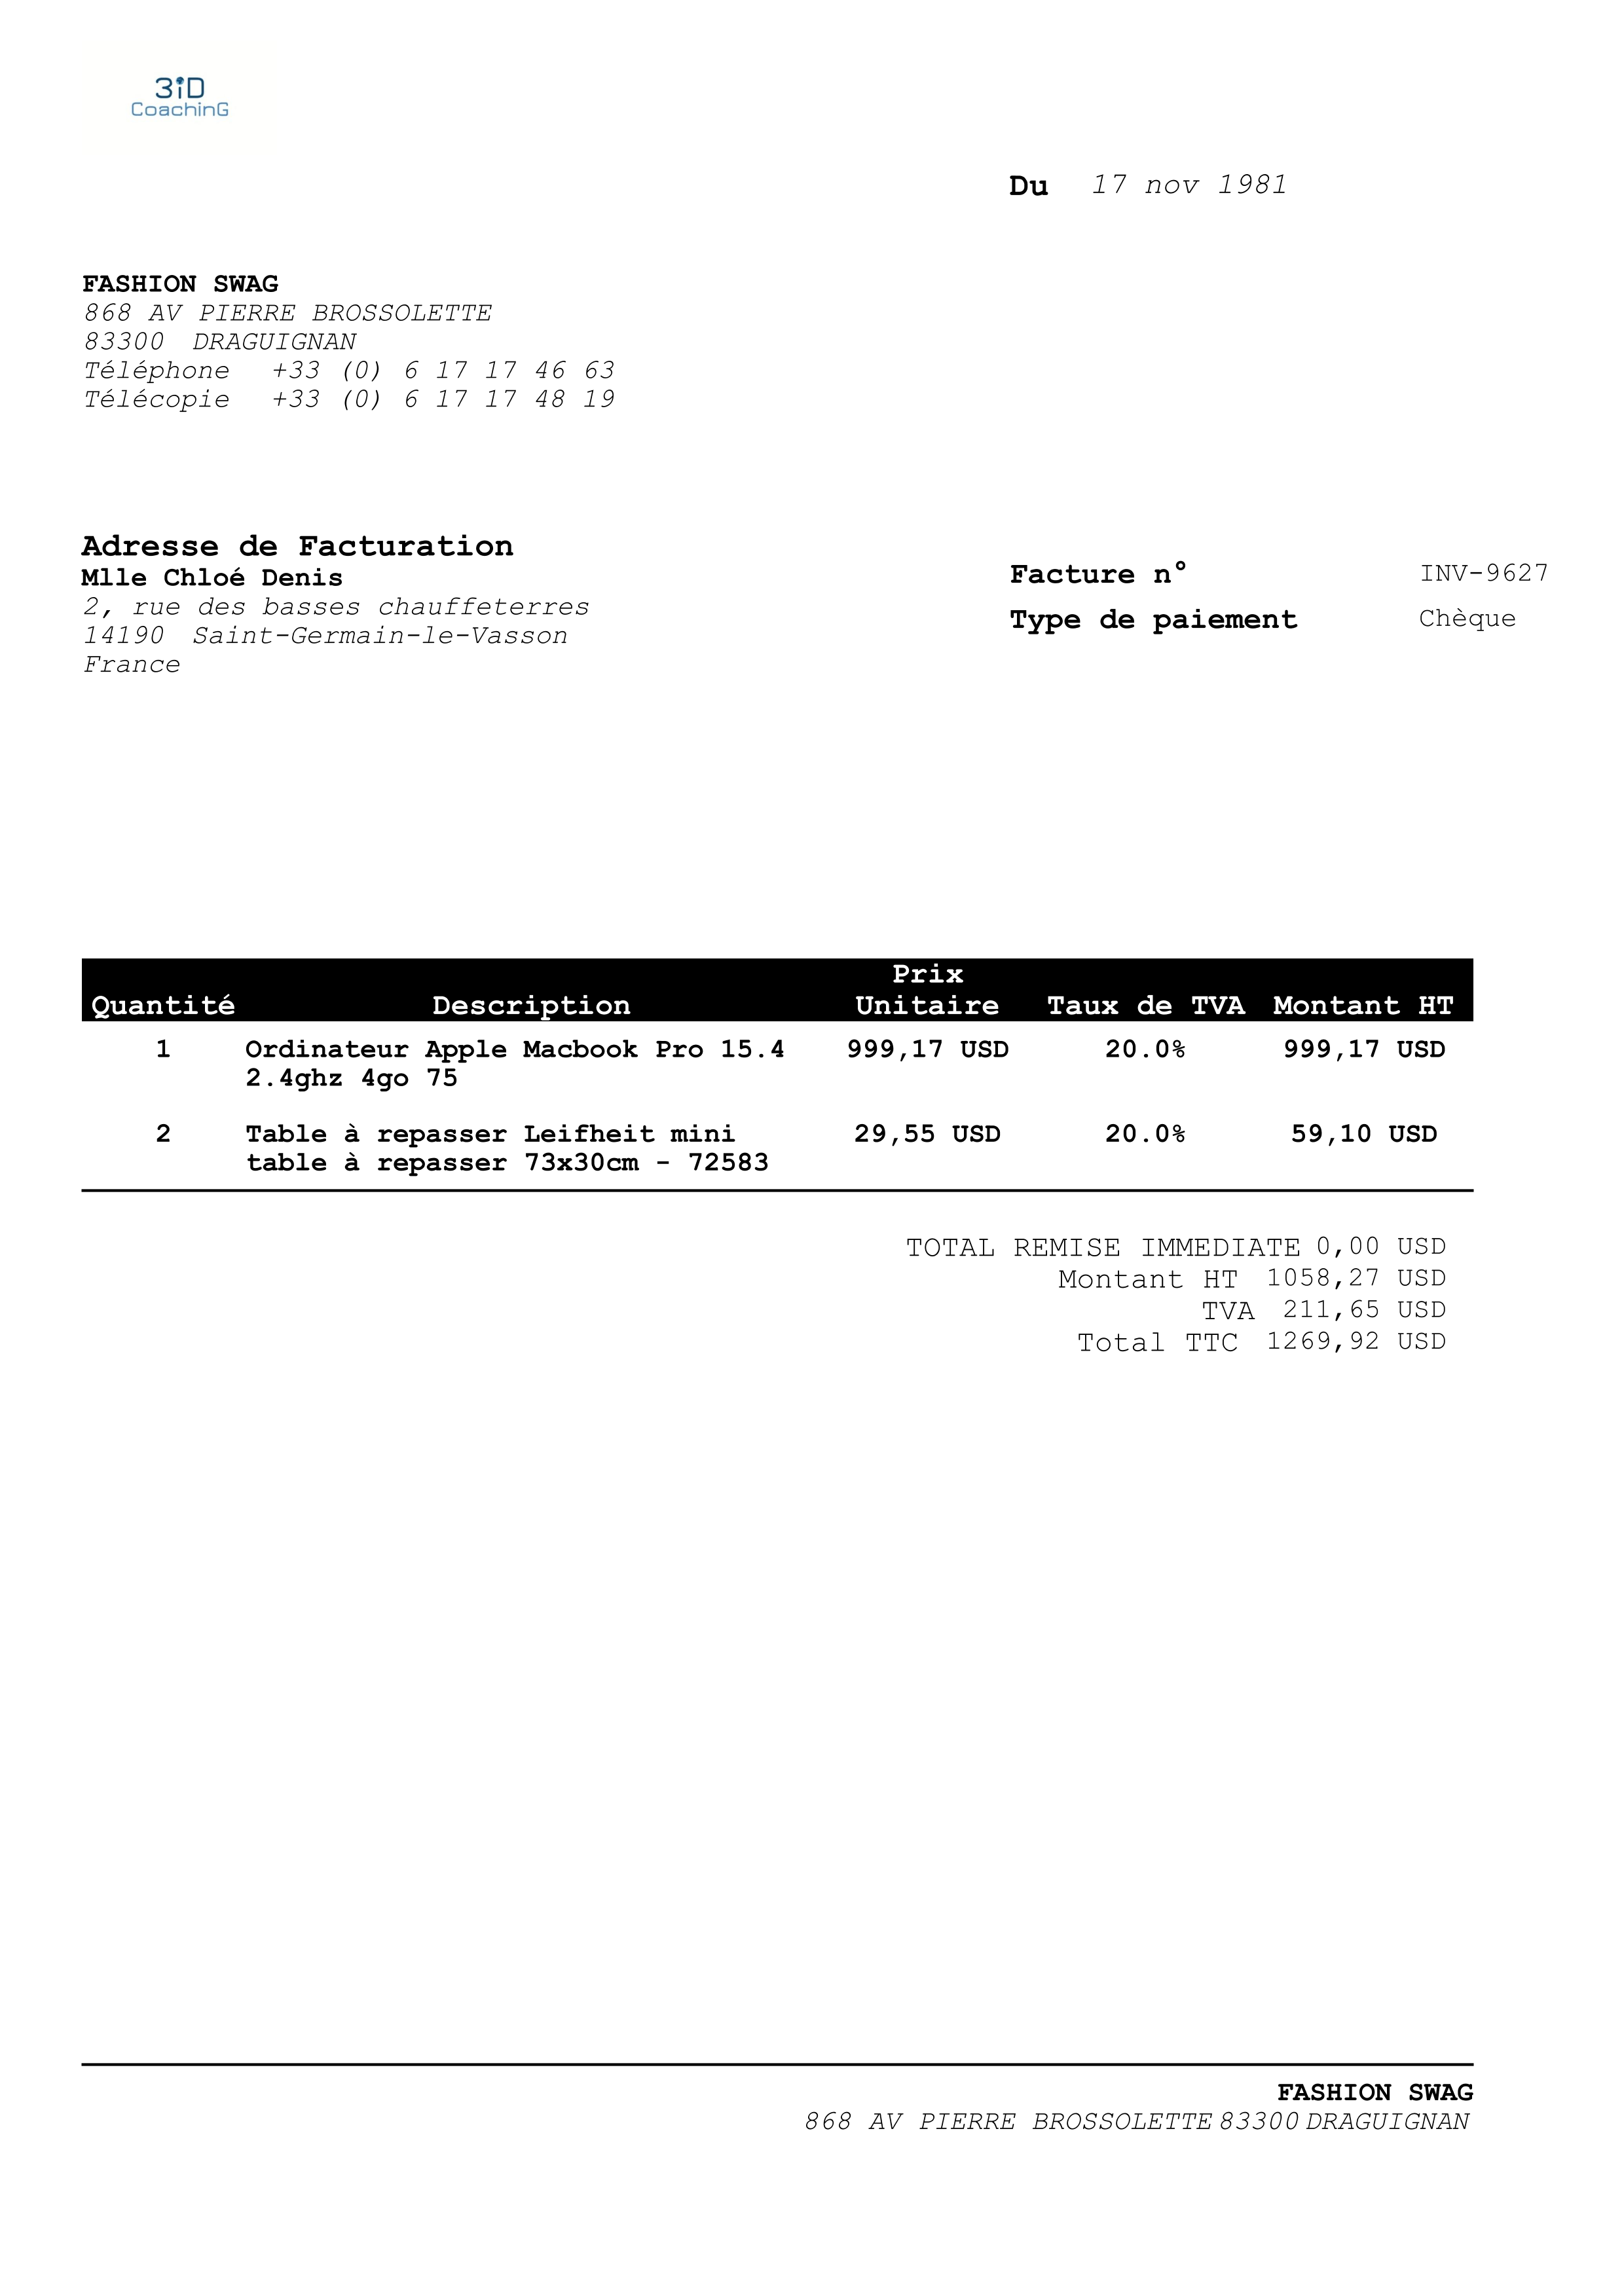 3iD
CoachinG
Du 17 nov 1981
FASHION SWAG
868 AV PIERRE BROSSOLETTE
83300 DRAGUIGNAN
Téléphone +33 (0) 6 17 17 46 63
Télécopie +33 (0) 6 17 17 48 19
Adresse de Facturation
Mlle Chloé Denis
2, rue des basses chauffeterres
14190 Saint-Germain-le-Vasson
France
Facture n° INV-9627
Type de paiement Chèque
Quantité Description Prix Unitaire Taux de TVA Montant HT
1 Ordinateur Apple Macbook Pro 15.4 999,17 USD 20.0% 999,17 USD
2.4ghz 4go 75
2 Table à repasser Leifheit mini 29,55 USD 20.0% 59,10 USD
table à repasser 73x30cm - 72583
TOTAL REMISE IMMEDIATE 0,00 USD
Montant HT 1058,27 USD
TVA 211,65 USD
Total TTC 1269,92 USD
FASHION SWAG
868 AV PIERRE BROSSOLETTE 83300 DRAGUIGNAN